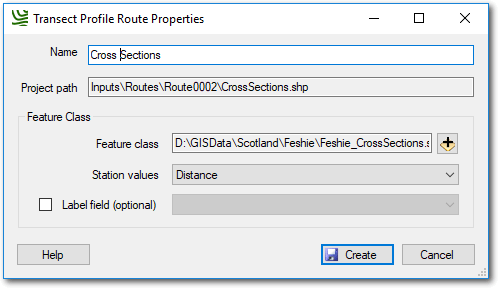 Transect Profile Route Properties
Name Cross Sections
Project path Inputs\Routes\Route0002\CrossSections.shp
Feature Class
Feature class D:\GISData\Scotland\Feshie\Feshie_CrossSections.s
Station values Distance
Label field (optional)
Help Create Cancel